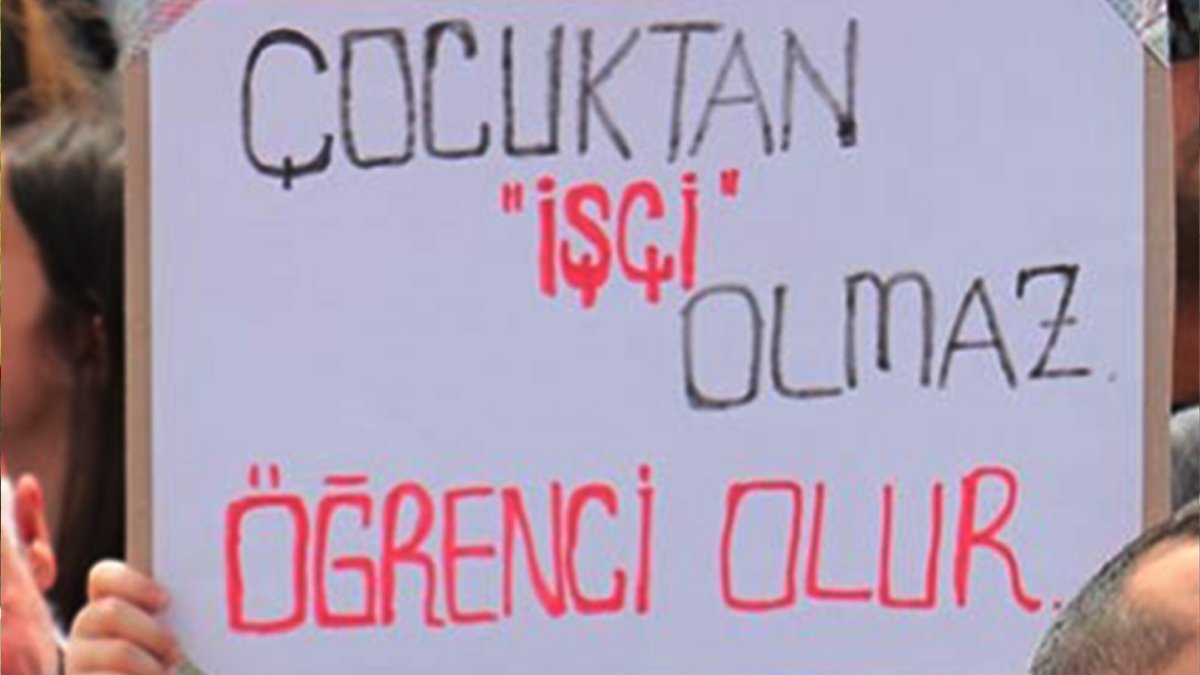 ÇOCUKTAN
"İŞÇİ"
OLMAZ.
ÖĞRENCİ OLUR.